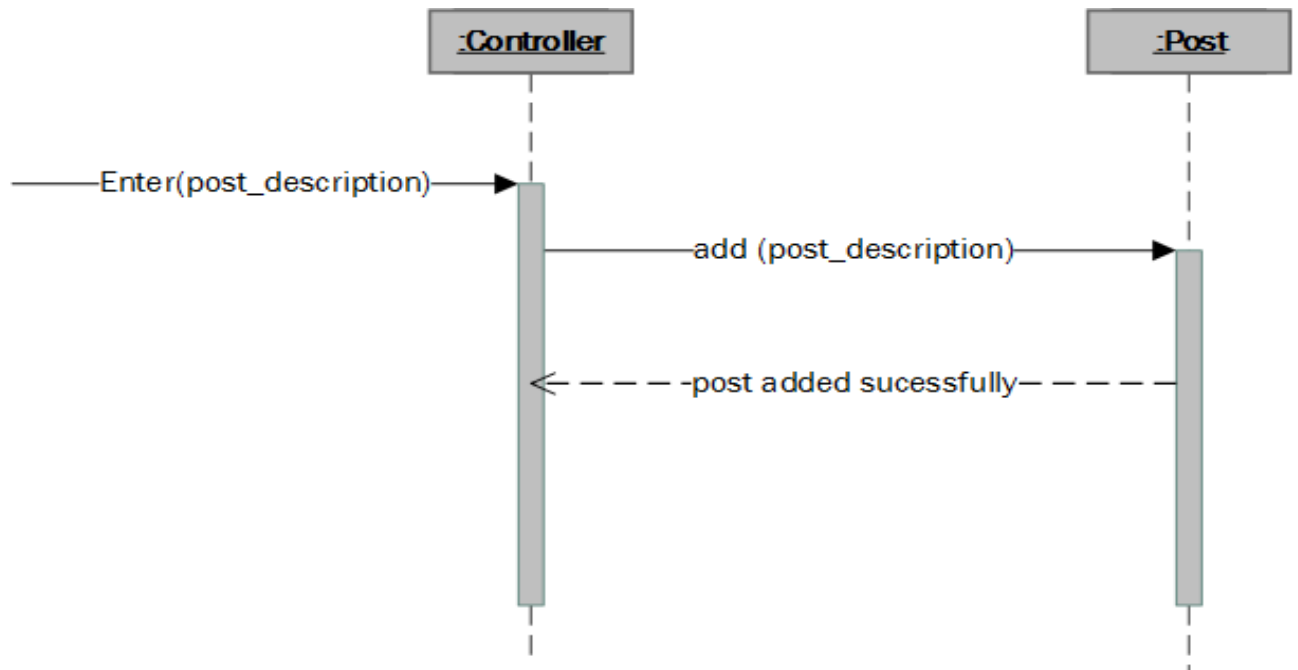 :Controller
:Post
Enter(post_description)
add (post_description)
post added sucessfully